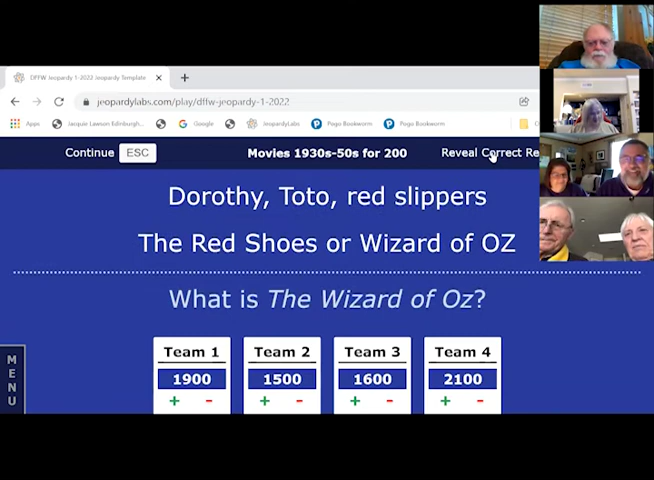 DFFW Jeopardy 1-2022 Jeopardy Template
jeopardylabs.com/play/dffw-jeopardy-1-2022
Apps Jacquie Lawson Edinburgh... Google JeopardyLabs Pogo Bookworm Pogo Bookworm
Continue ESC Movies 1930s-50s for 200 Reveal Correct Re
Dorothy, Toto, red slippers
The Red Shoes or Wizard of OZ
What is The Wizard of Oz?
MENU
Team 1 Team 2 Team 3 Team 4
1900 1500 1600 2100
+ - + - + - + -